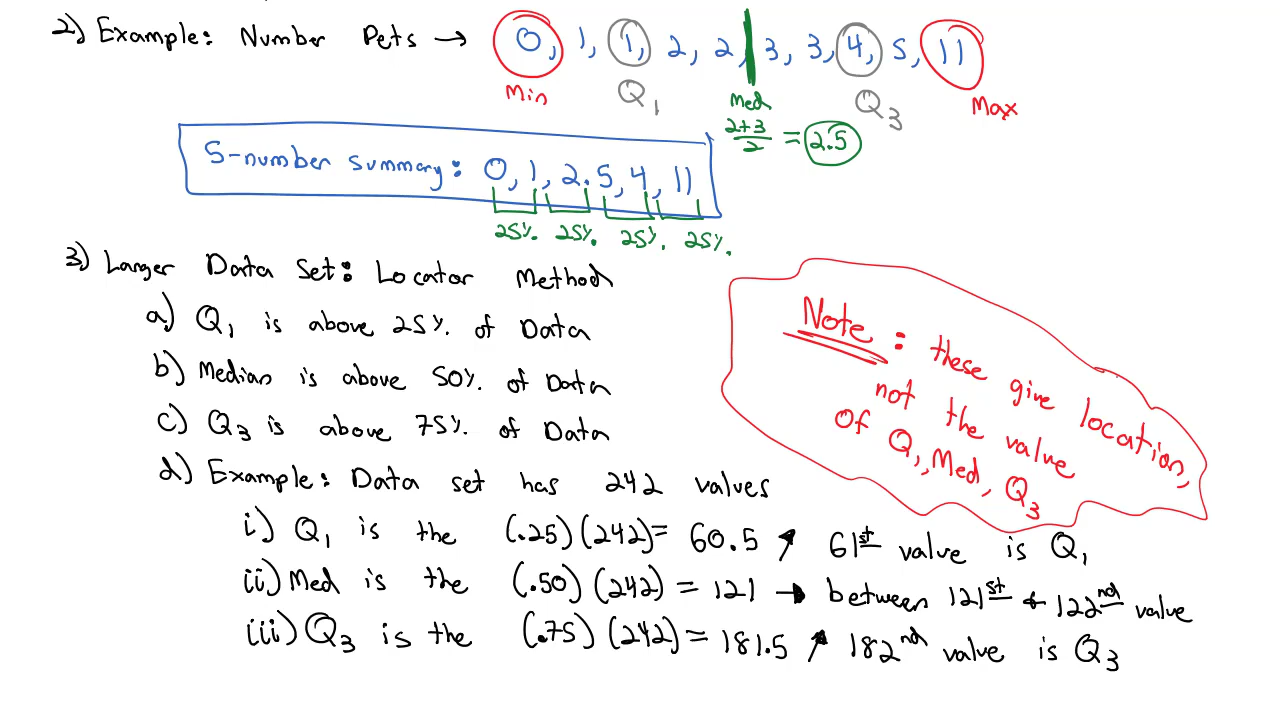 2) Example: Number Pets → 0, 1, 1, 2, 2, 3, 3, 4, 5, 11
Min Q1 Med Q3 Max
2+3/2 = 2.5
5-number summary: 0, 1, 2.5, 4, 11
25% 25% 25% 25%
3) Larger Data Set: Locator Method
a) Q1 is above 25% of Data
b) Median is above 50% of Data
c) Q3 is above 75% of Data
d) Example: Data set has 242 values
i) Q1 is the (.25)(242) = 60.5 ↗ 61st value is Q1
ii) Med is the (.50)(242) = 121 → between 121st + 122nd value
iii) Q3 is the (.75)(242) = 181.5 ↗ 182nd value is Q3
Note: these give location,
not the value
of Q1, Med, Q3